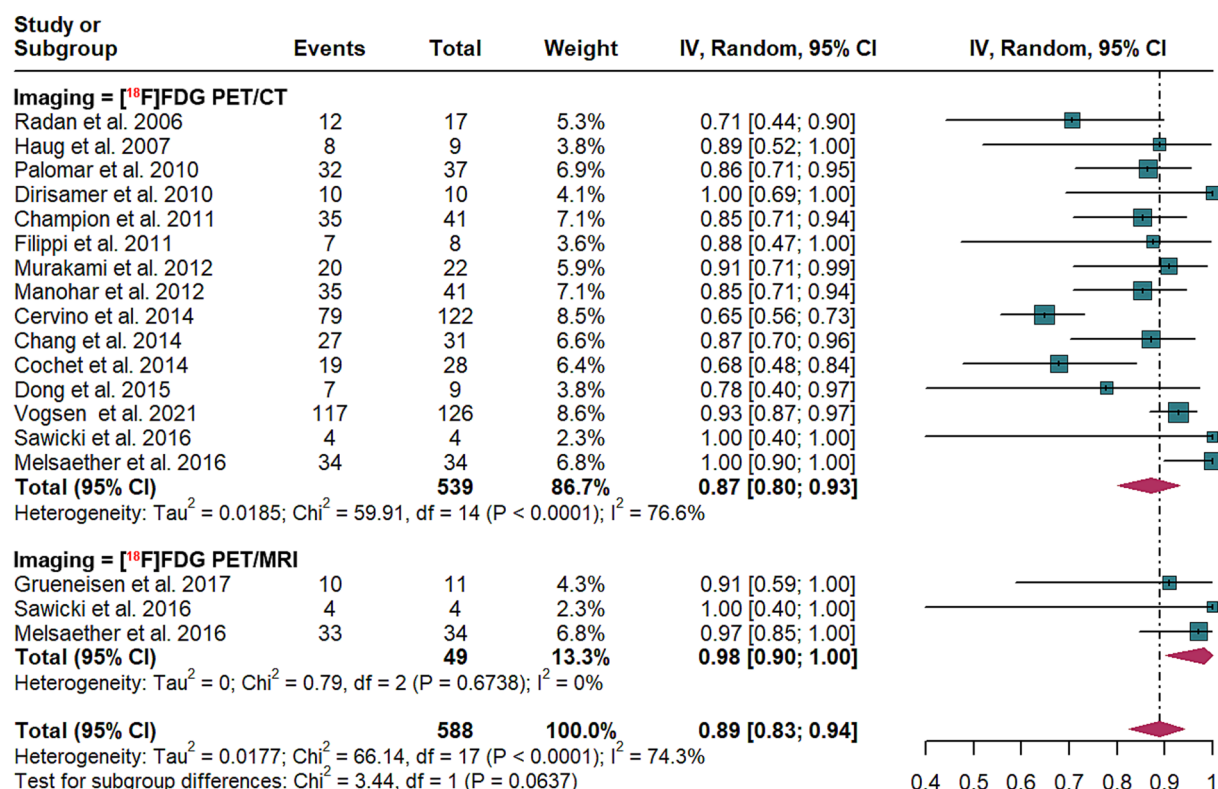 Study or
Subgroup Events Total Weight IV, Random, 95% CI IV, Random, 95% CI
Imaging = [¹⁸F]FDG PET/CT
Radan et al. 2006 12 17 5.3% 0.71 [0.44; 0.90]
Haug et al. 2007 8 9 3.8% 0.89 [0.52; 1.00]
Palomar et al. 2010 32 37 6.9% 0.86 [0.71; 0.95]
Dirisamer et al. 2010 10 10 4.1% 1.00 [0.69; 1.00]
Champion et al. 2011 35 41 7.1% 0.85 [0.71; 0.94]
Filippi et al. 2011 7 8 3.6% 0.88 [0.47; 1.00]
Murakami et al. 2012 20 22 5.9% 0.91 [0.71; 0.99]
Manohar et al. 2012 35 41 7.1% 0.85 [0.71; 0.94]
Cervino et al. 2014 79 122 8.5% 0.65 [0.56; 0.73]
Chang et al. 2014 27 31 6.6% 0.87 [0.70; 0.96]
Cochet et al. 2014 19 28 6.4% 0.68 [0.48; 0.84]
Dong et al. 2015 7 9 3.8% 0.78 [0.40; 0.97]
Vogsen et al. 2021 117 126 8.6% 0.93 [0.87; 0.97]
Sawicki et al. 2016 4 4 2.3% 1.00 [0.40; 1.00]
Melsaether et al. 2016 34 34 6.8% 1.00 [0.90; 1.00]
Total (95% CI) 539 86.7% 0.87 [0.80; 0.93]
Heterogeneity: Tau² = 0.0185; Chi² = 59.91, df = 14 (P < 0.0001); I² = 76.6%
Imaging = [¹⁸F]FDG PET/MRI
Grueneisen et al. 2017 10 11 4.3% 0.91 [0.59; 1.00]
Sawicki et al. 2016 4 4 2.3% 1.00 [0.40; 1.00]
Melsaether et al. 2016 33 34 6.8% 0.97 [0.85; 1.00]
Total (95% CI) 49 13.3% 0.98 [0.90; 1.00]
Heterogeneity: Tau² = 0; Chi² = 0.79, df = 2 (P = 0.6738); I² = 0%
Total (95% CI) 588 100.0% 0.89 [0.83; 0.94]
Heterogeneity: Tau² = 0.0177; Chi² = 66.14, df = 17 (P < 0.0001); I² = 74.3%
Test for subgroup differences: Chi² = 3.44, df = 1 (P = 0.0637)
0.4 0.5 0.6 0.7 0.8 0.9 1